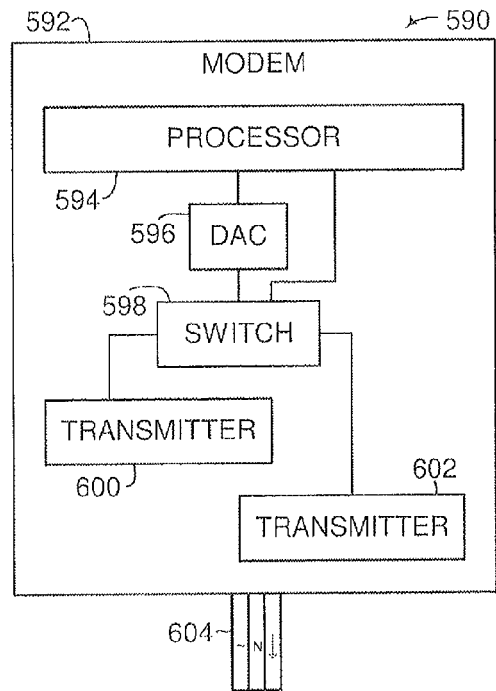 592
590
MODEM
PROCESSOR
594
596
DAC
598
SWITCH
TRANSMITTER
600
602
TRANSMITTER
604
~ N ↓